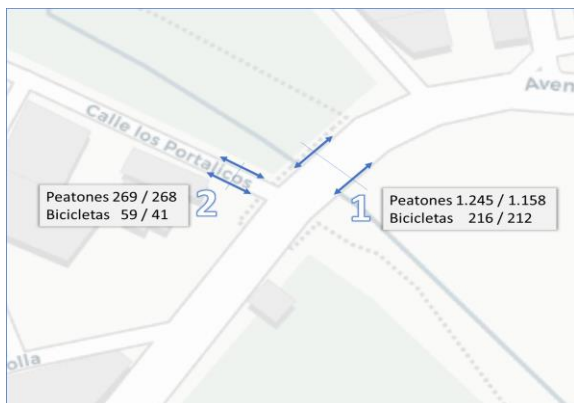 Aven
Calle los Portalicos
Peatones 269 / 268
Bicicletas 59 / 41
2
1
Peatones 1.245 / 1.158
Bicicletas 216 / 212
olla